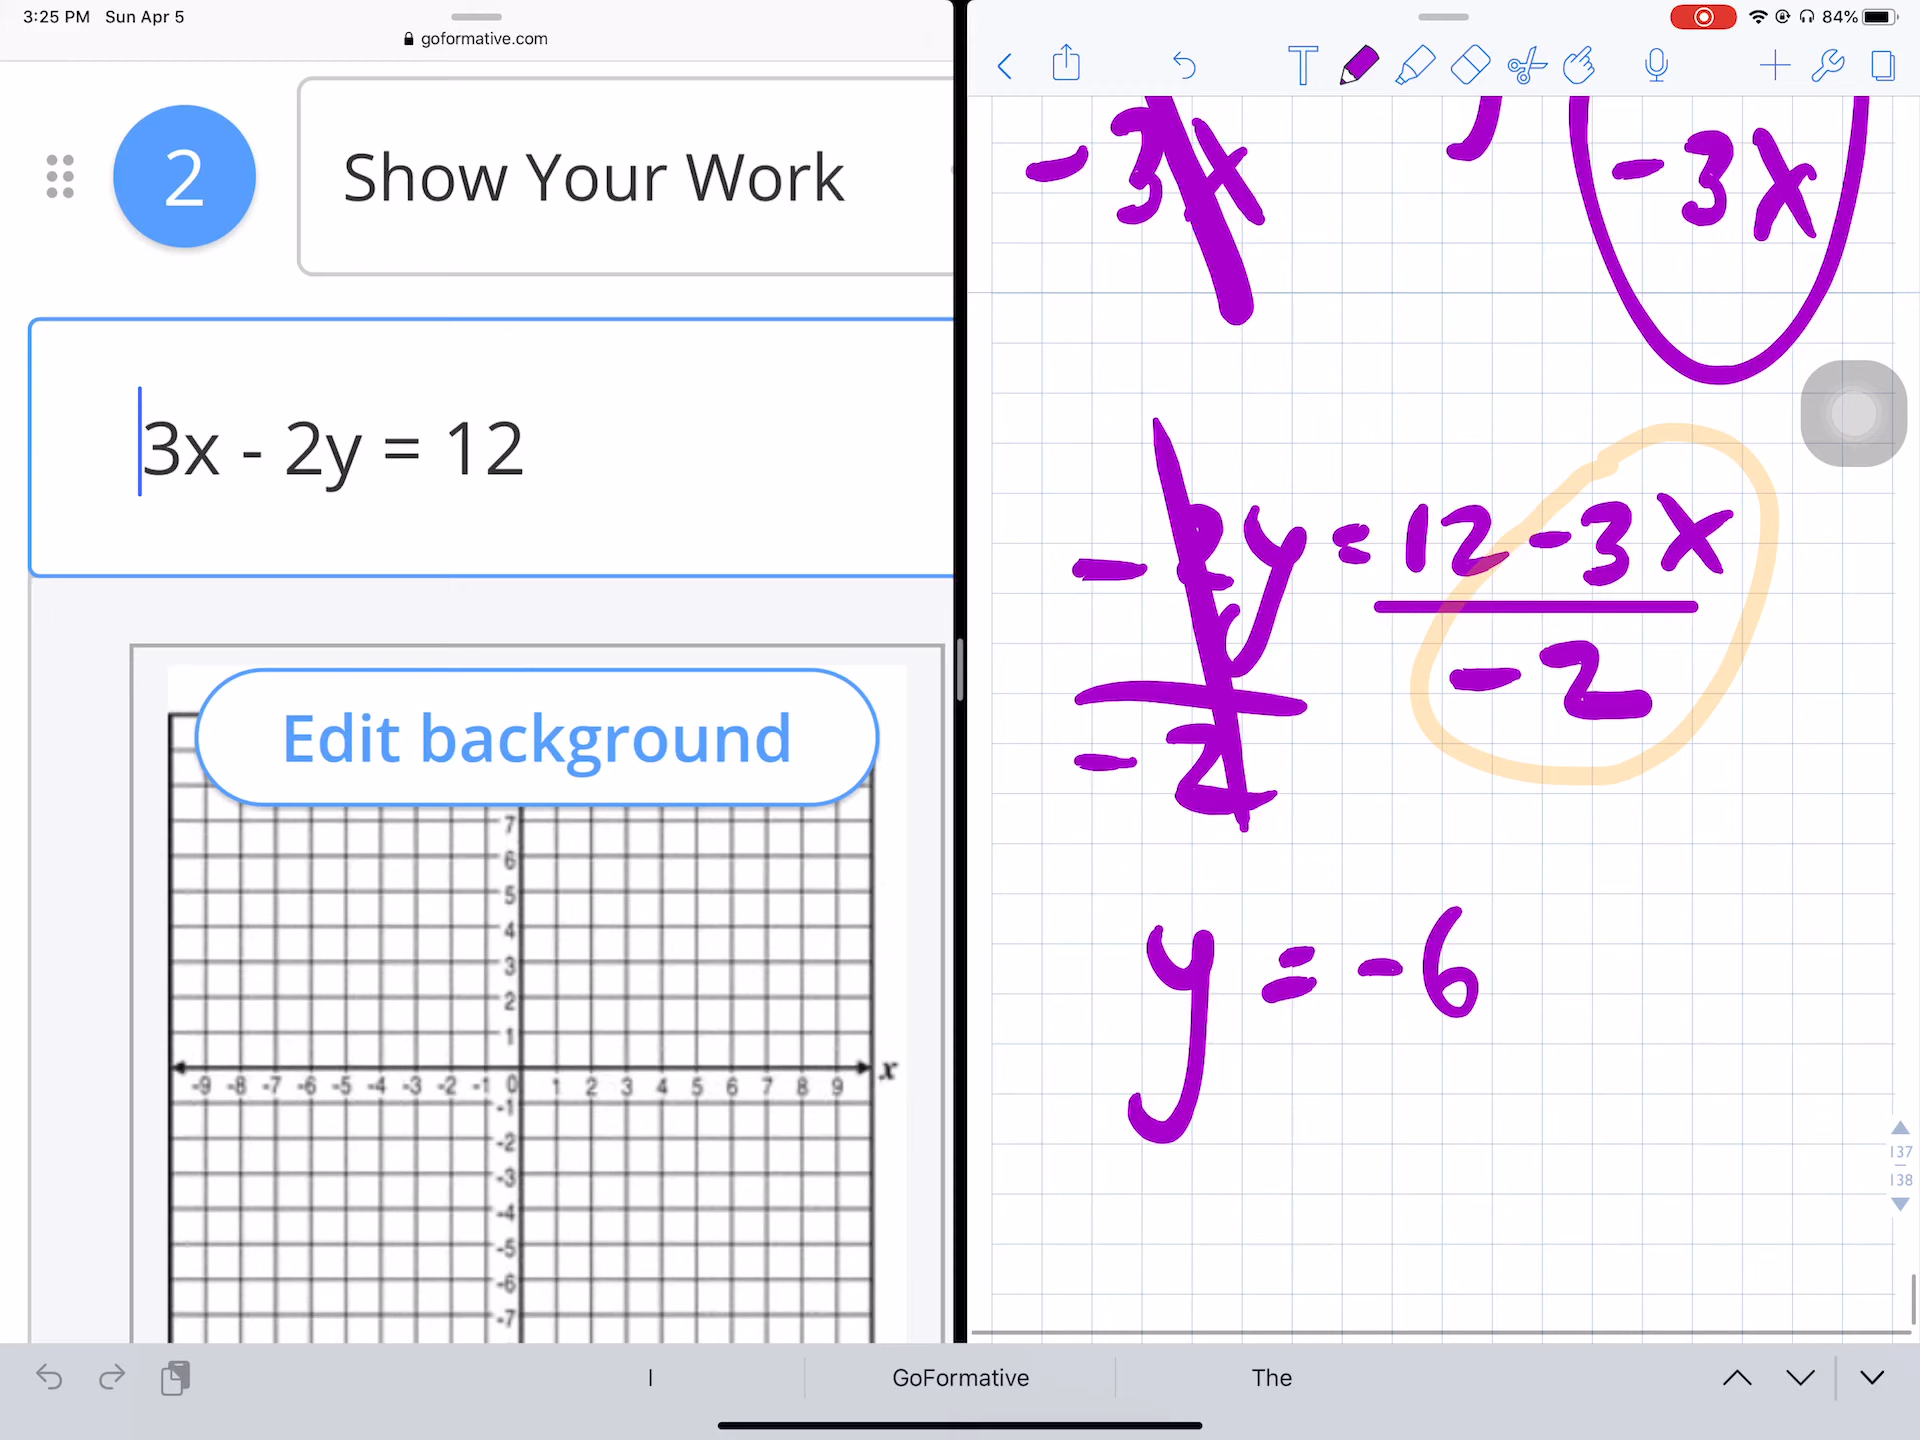 3:25 PM Sun Apr 5
goformative.com
84%
2 Show Your Work
3x - 2y = 12
Edit background
7
6
5
4
3
2
1
-9 -8 -7 -6 -5 -4 -3 -2 -1 0 1 2 3 4 5 6 7 8 9 x
-1
-2
-3
-4
-5
-6
-7
T
-3x -3x
-2y = 12 - 3x
-2 -2
y = -6
137
138
I GoFormative The